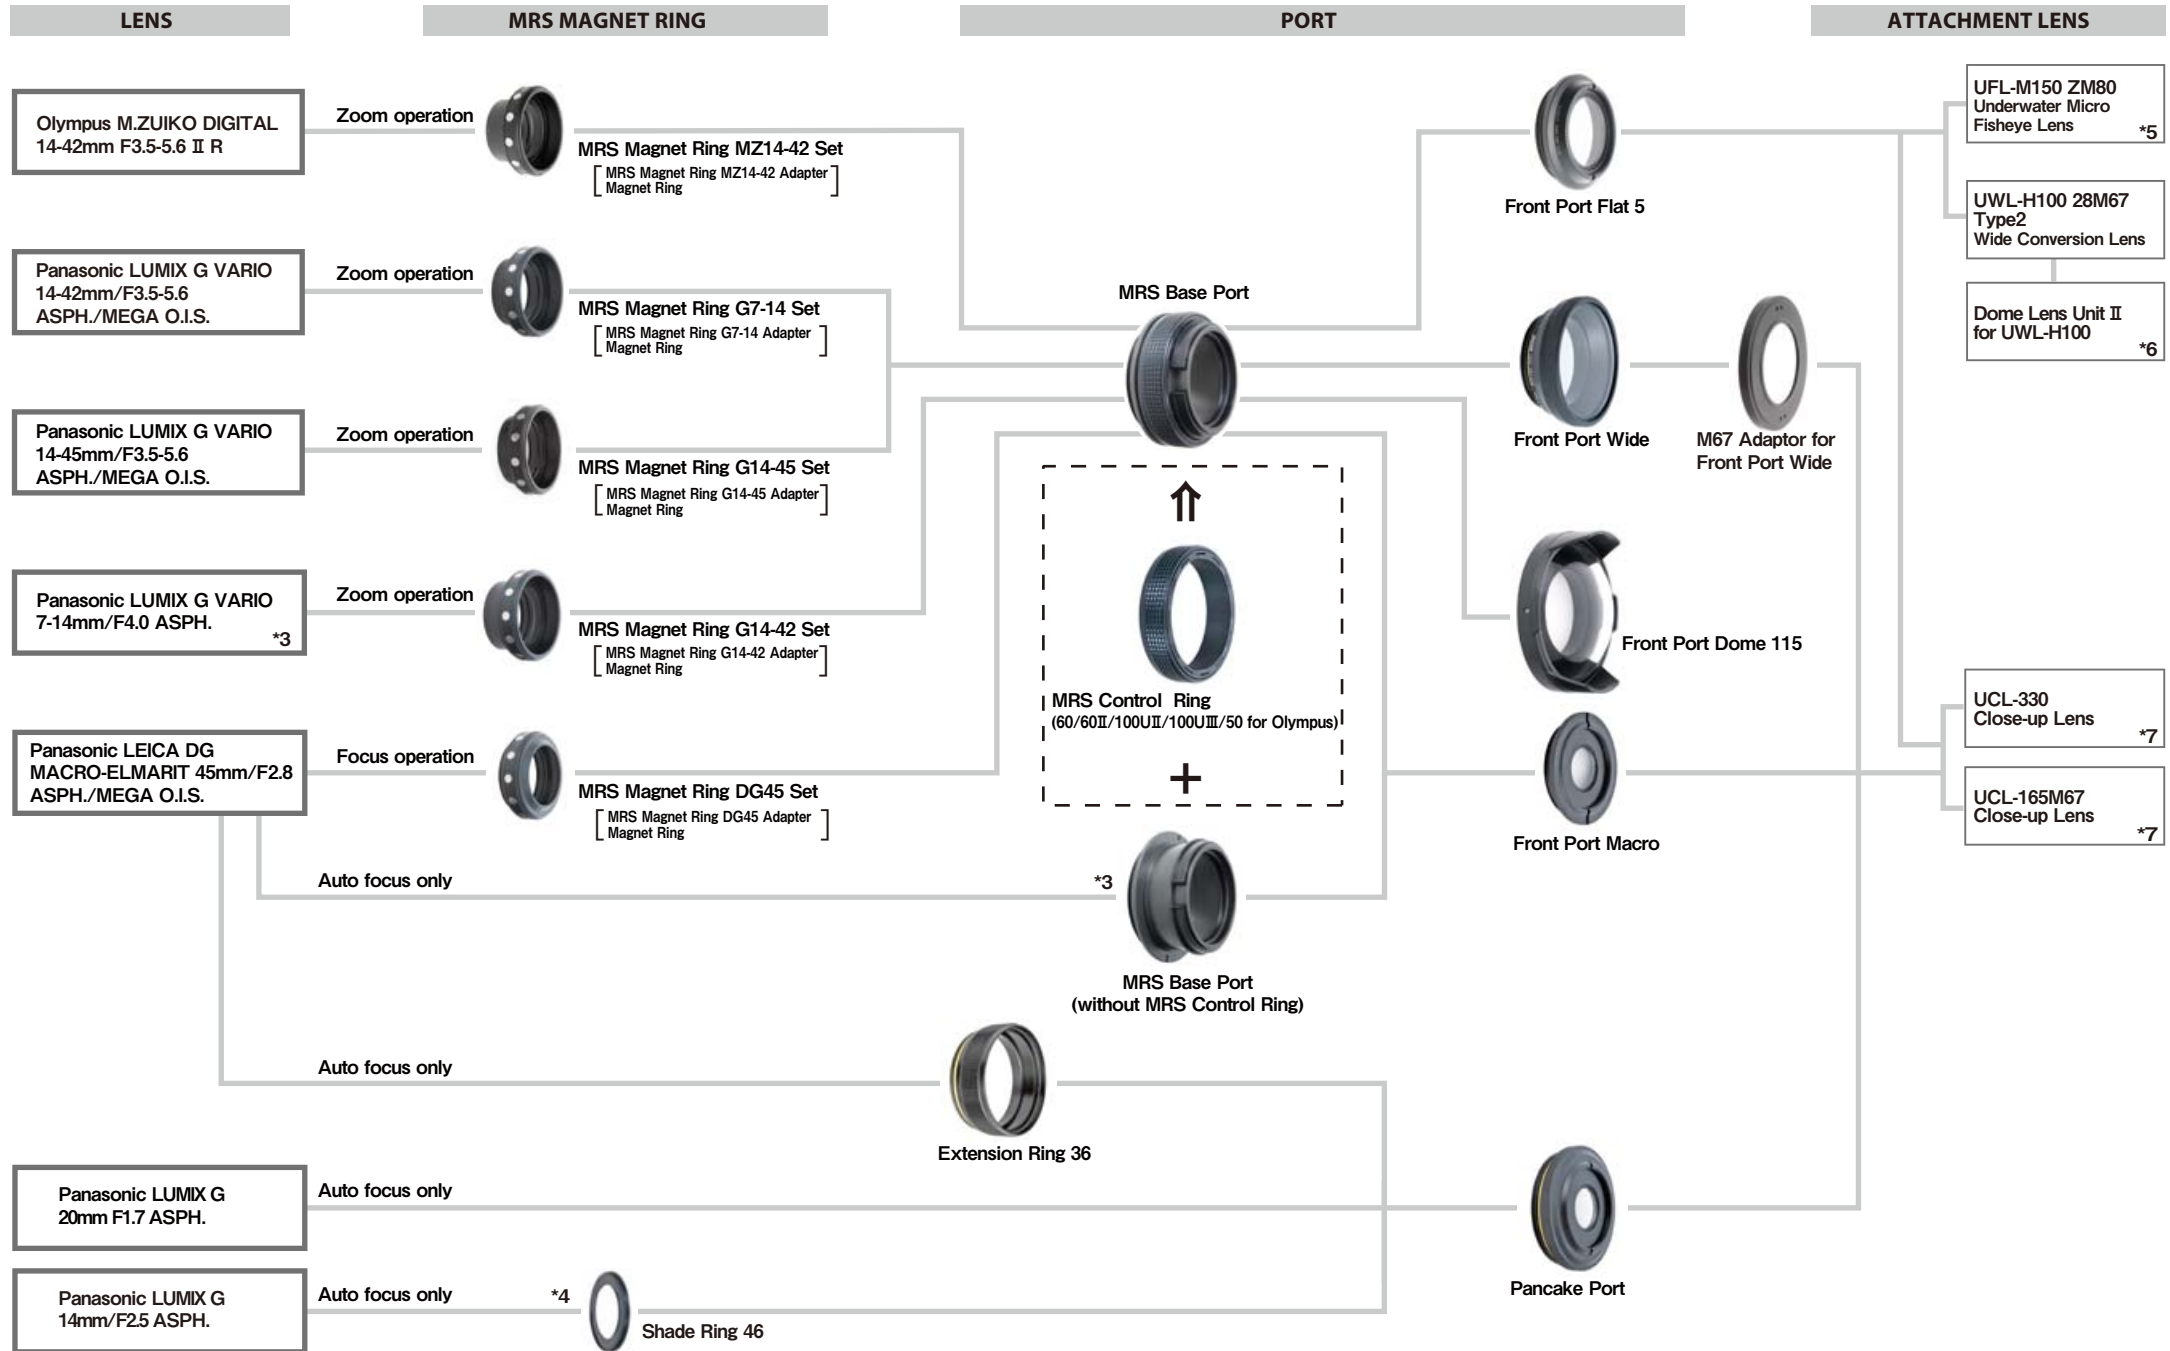 LENS
MRS MAGNET RING
PORT
ATTACHMENT LENS
Olympus M.ZUIKO DIGITAL
14-42mm F3.5-5.6 Ⅱ R
Zoom operation
MRS Magnet Ring MZ14-42 Set
MRS Magnet Ring MZ14-42 Adapter
Magnet Ring
Front Port Flat 5
UFL-M150 ZM80
Underwater Micro
Fisheye Lens
*5
UWL-H100 28M67
Type2
Wide Conversion Lens
Dome Lens Unit Ⅱ
for UWL-H100
*6
Panasonic LUMIX G VARIO
14-42mm/F3.5-5.6
ASPH./MEGA O.I.S.
Zoom operation
MRS Magnet Ring G7-14 Set
MRS Magnet Ring G7-14 Adapter
Magnet Ring
MRS Base Port
Front Port Wide
M67 Adaptor for
Front Port Wide
Panasonic LUMIX G VARIO
14-45mm/F3.5-5.6
ASPH./MEGA O.I.S.
Zoom operation
MRS Magnet Ring G14-45 Set
MRS Magnet Ring G14-45 Adapter
Magnet Ring
⇑
Panasonic LUMIX G VARIO
7-14mm/F4.0 ASPH.
*3
Zoom operation
MRS Magnet Ring G14-42 Set
MRS Magnet Ring G14-42 Adapter
Magnet Ring
MRS Control Ring
(60/60Ⅱ/100UⅡ/100UⅢ/50 for Olympus)
+
Front Port Dome 115
Panasonic LEICA DG
MACRO-ELMARIT 45mm/F2.8
ASPH./MEGA O.I.S.
Focus operation
MRS Magnet Ring DG45 Set
MRS Magnet Ring DG45 Adapter
Magnet Ring
Front Port Macro
UCL-330
Close-up Lens
*7
UCL-165M67
Close-up Lens
*7
Auto focus only
*3
MRS Base Port
(without MRS Control Ring)
Auto focus only
Extension Ring 36
Panasonic LUMIX G
20mm F1.7 ASPH.
Auto focus only
Pancake Port
Panasonic LUMIX G
14mm/F2.5 ASPH.
Auto focus only
*4
Shade Ring 46